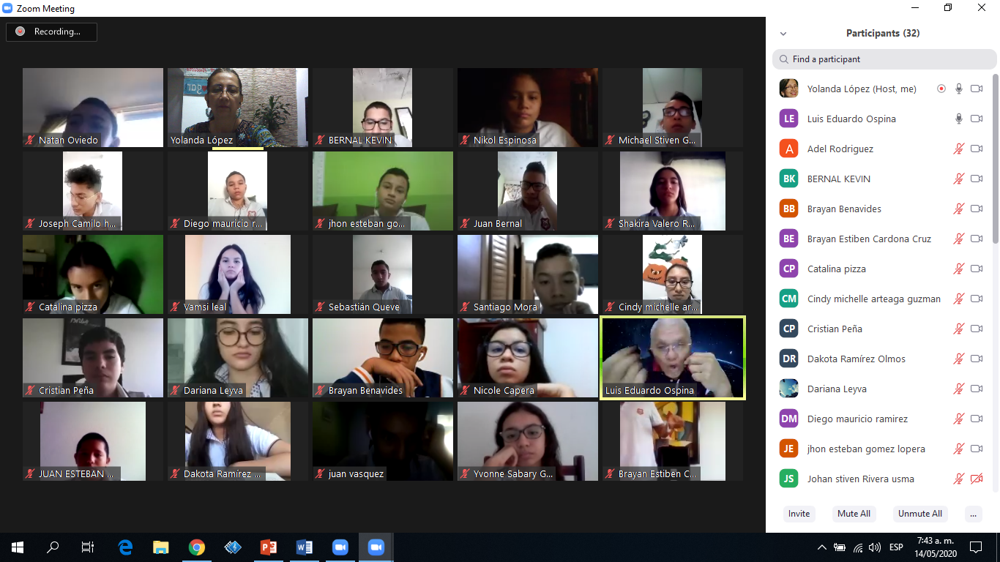 Zoom Meeting
Recording...
Natan Oviedo
Yolanda López
BERNAL KEVIN
Nikol Espinosa
Michael Stiven G...
Joseph Camilo h...
Diego mauricio r...
jhon esteban go...
Juan Bernal
Shakira Valero R...
Catalina pizza
Vamsi leal
Sebastián Queve
Santiago Mora
Cindy michelle ar...
Cristian Peña
Dariana Leyva
Brayan Benavides
Nicole Capera
Luis Eduardo Ospina
JUAN ESTEBAN ...
Dakota Ramírez ...
juan vasquez
Yvonne Sabary G...
Brayan Estiben C...
Participants (32)
Find a participant
Yolanda López (Host, me)
LE Luis Eduardo Ospina
A Adel Rodriguez
BK BERNAL KEVIN
BB Brayan Benavides
BE Brayan Estiben Cardona Cruz
CP Catalina pizza
CM Cindy michelle arteaga guzman
CP Cristian Peña
DR Dakota Ramírez Olmos
Dariana Leyva
DM Diego mauricio ramirez
JE jhon esteban gomez lopera
JS Johan stiven Rivera usma
Invite
Mute All
Unmute All
...
ESP
7:43 a. m.
14/05/2020